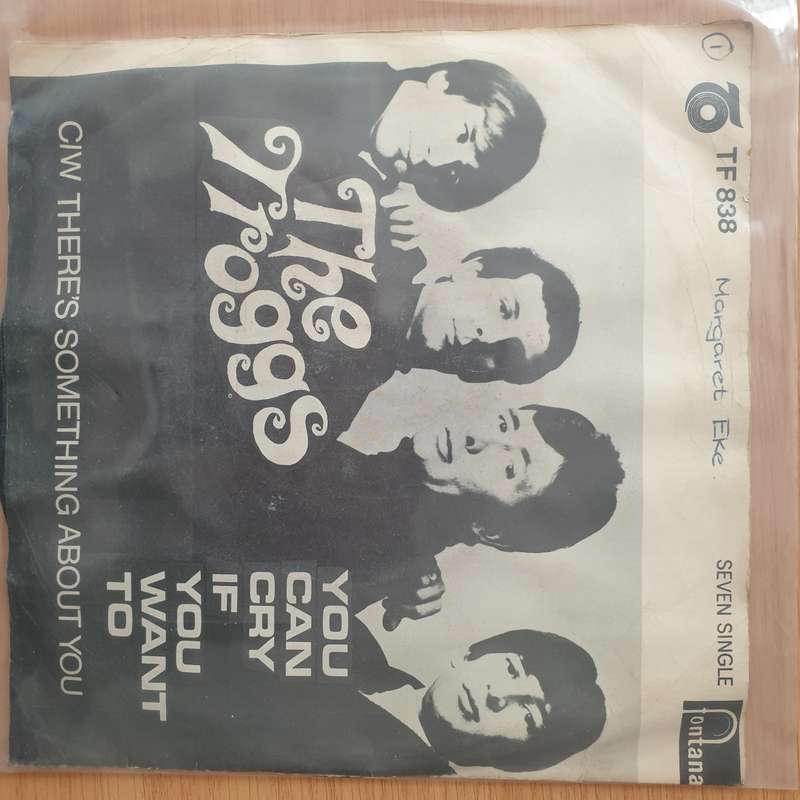 ①
TF 838
Margaret Eke.
SEVEN SINGLE
fontana
The
Troggs
YOU
CAN
CRY
IF
YOU
WANT
TO
C/W THERE'S SOMETHING ABOUT YOU